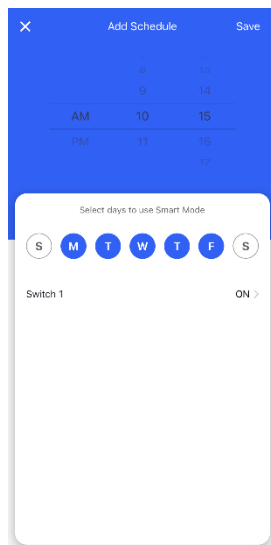 Add Schedule Save
8 13
9 14
AM 10 15
PM 11 16
17
Select days to use Smart Mode
S M T W T F S
Switch 1 ON